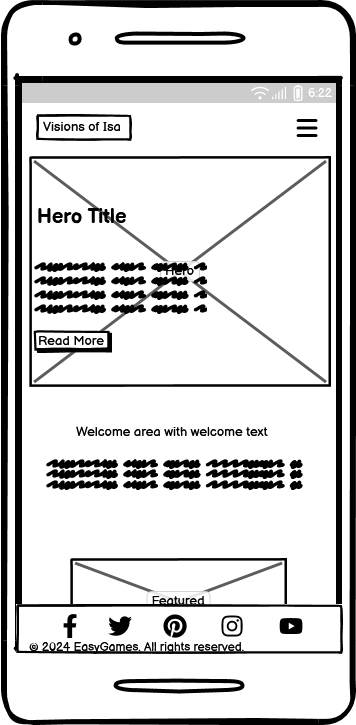 6:22
Visions of Isa
Hero Title
Hero
Read More
Welcome area with welcome text
Featured
© 2024 EasyGames. All rights reserved.